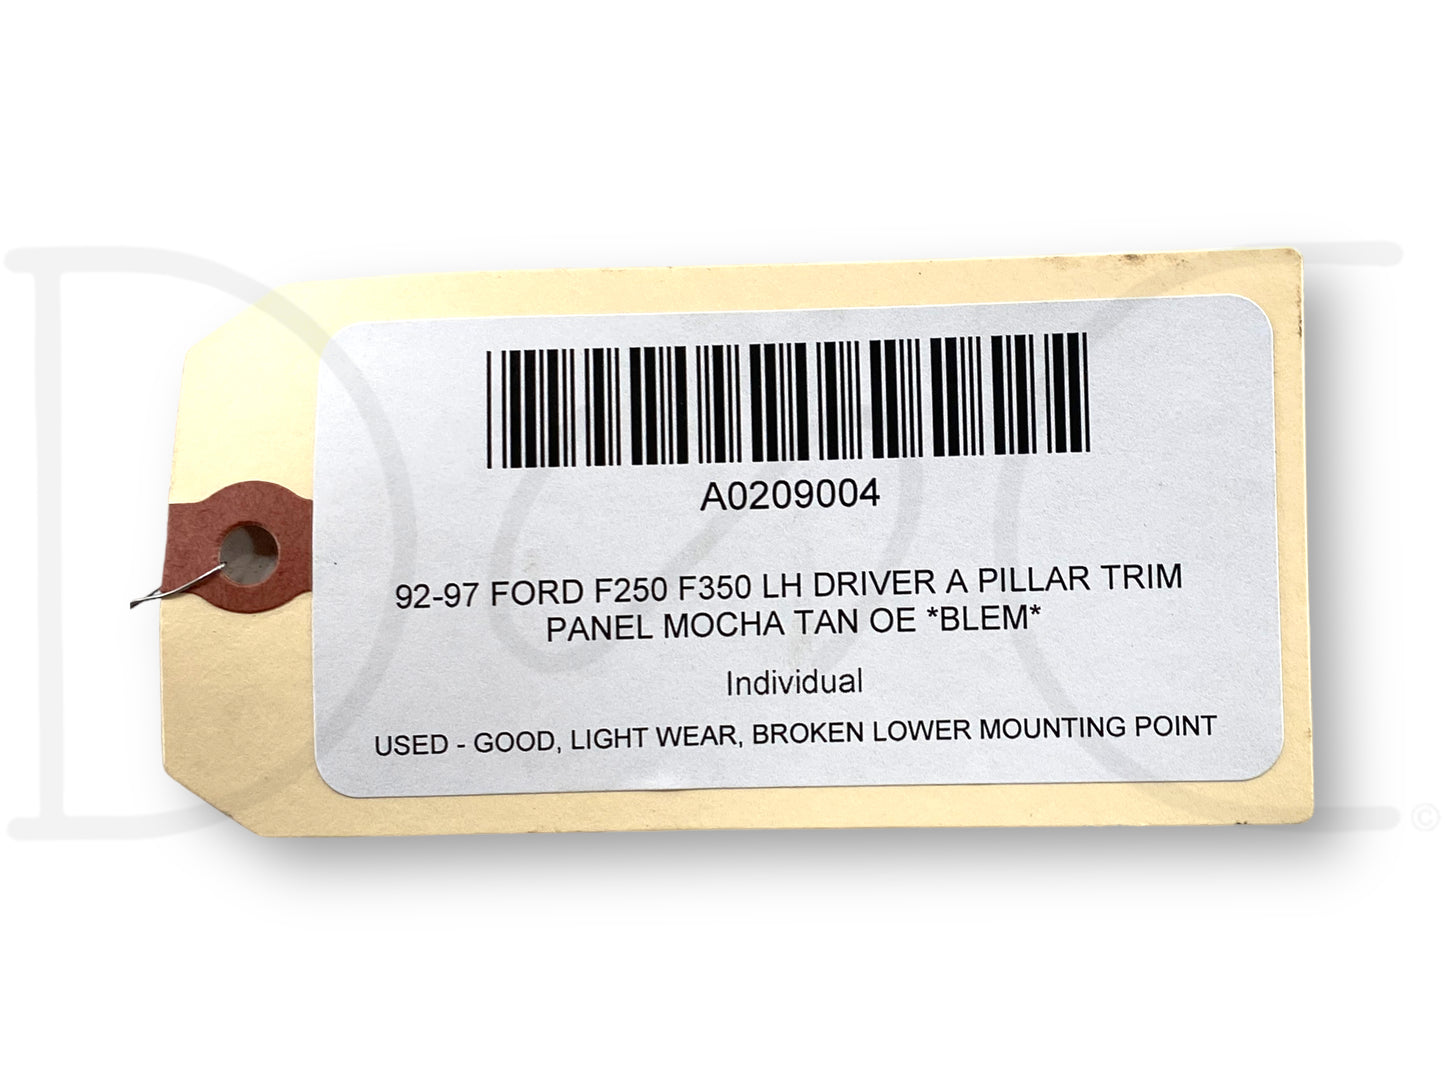 A0209004
92-97 FORD F250 F350 LH DRIVER A PILLAR TRIM
PANEL MOCHA TAN OE *BLEM*
Individual
USED - GOOD, LIGHT WEAR, BROKEN LOWER MOUNTING POINT
D C
©